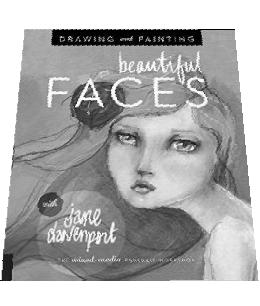 DRAWING and PAINTING
beautiful
FACES
with
jane
davenport
THE mixed-media PORTRAIT WORKSHOP